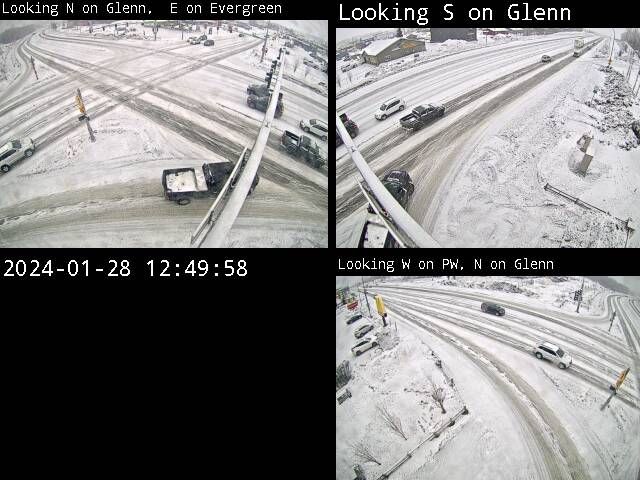 Looking N on Glenn,  E on Evergreen
Looking S on Glenn
2024-01-28 12:49:58
Looking W on PW, N on Glenn